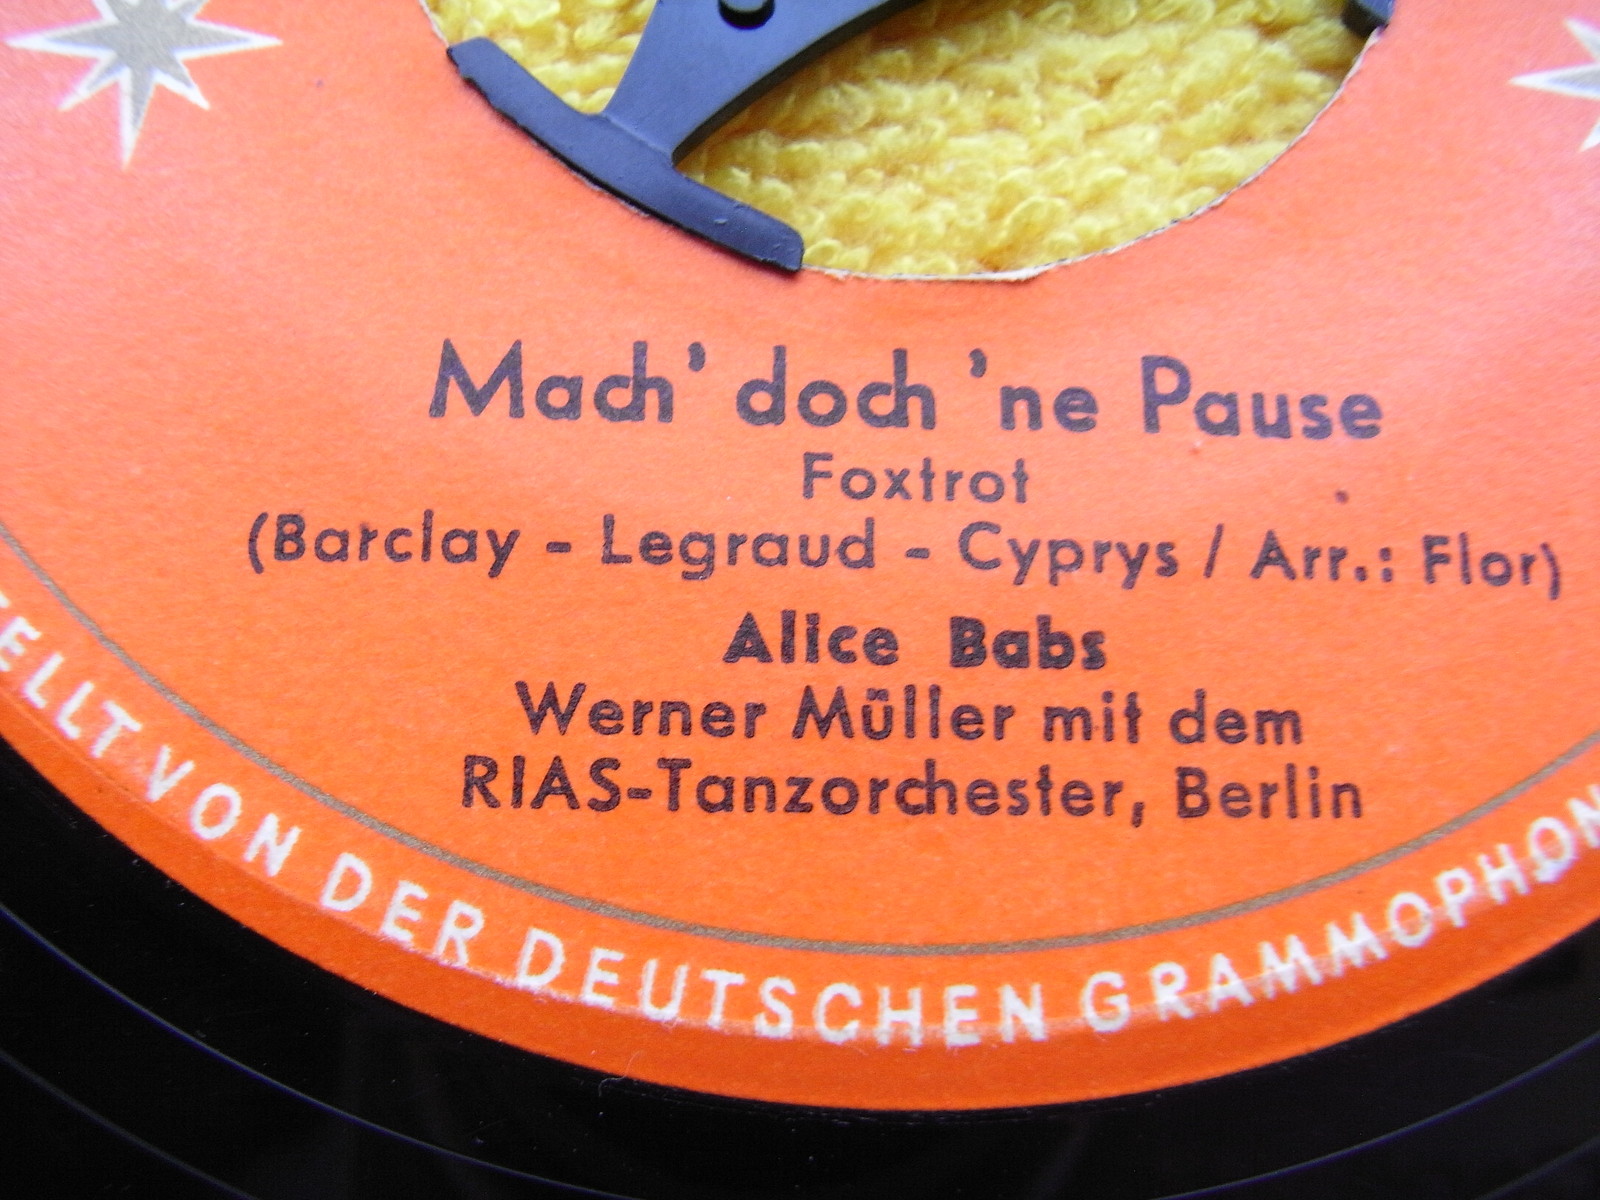 Mach' doch 'ne Pause
Foxtrot
(Barclay - Legraud - Cyprys / Arr.: Flor)
Alice Babs
Werner Müller mit dem
RIAS-Tanzorchester, Berlin
TELLT VON DER DEUTSCHEN GRAMMOPHON